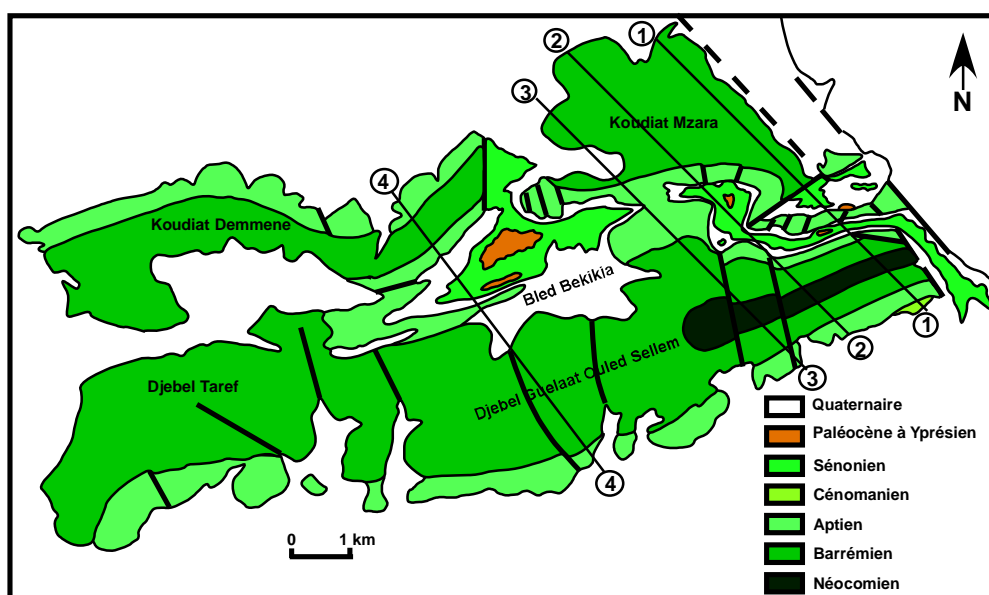 2
1
3
N
Koudiat Mzara
4
Koudiat Demmene
Bled Bekikia
Djebel Taref
Djebel Guelaat Ouled Sellem
1
2
3
4
0 1 km
Quaternaire
Paléocène à Yprésien
Sénonien
Cénomanien
Aptien
Barrémien
Néocomien